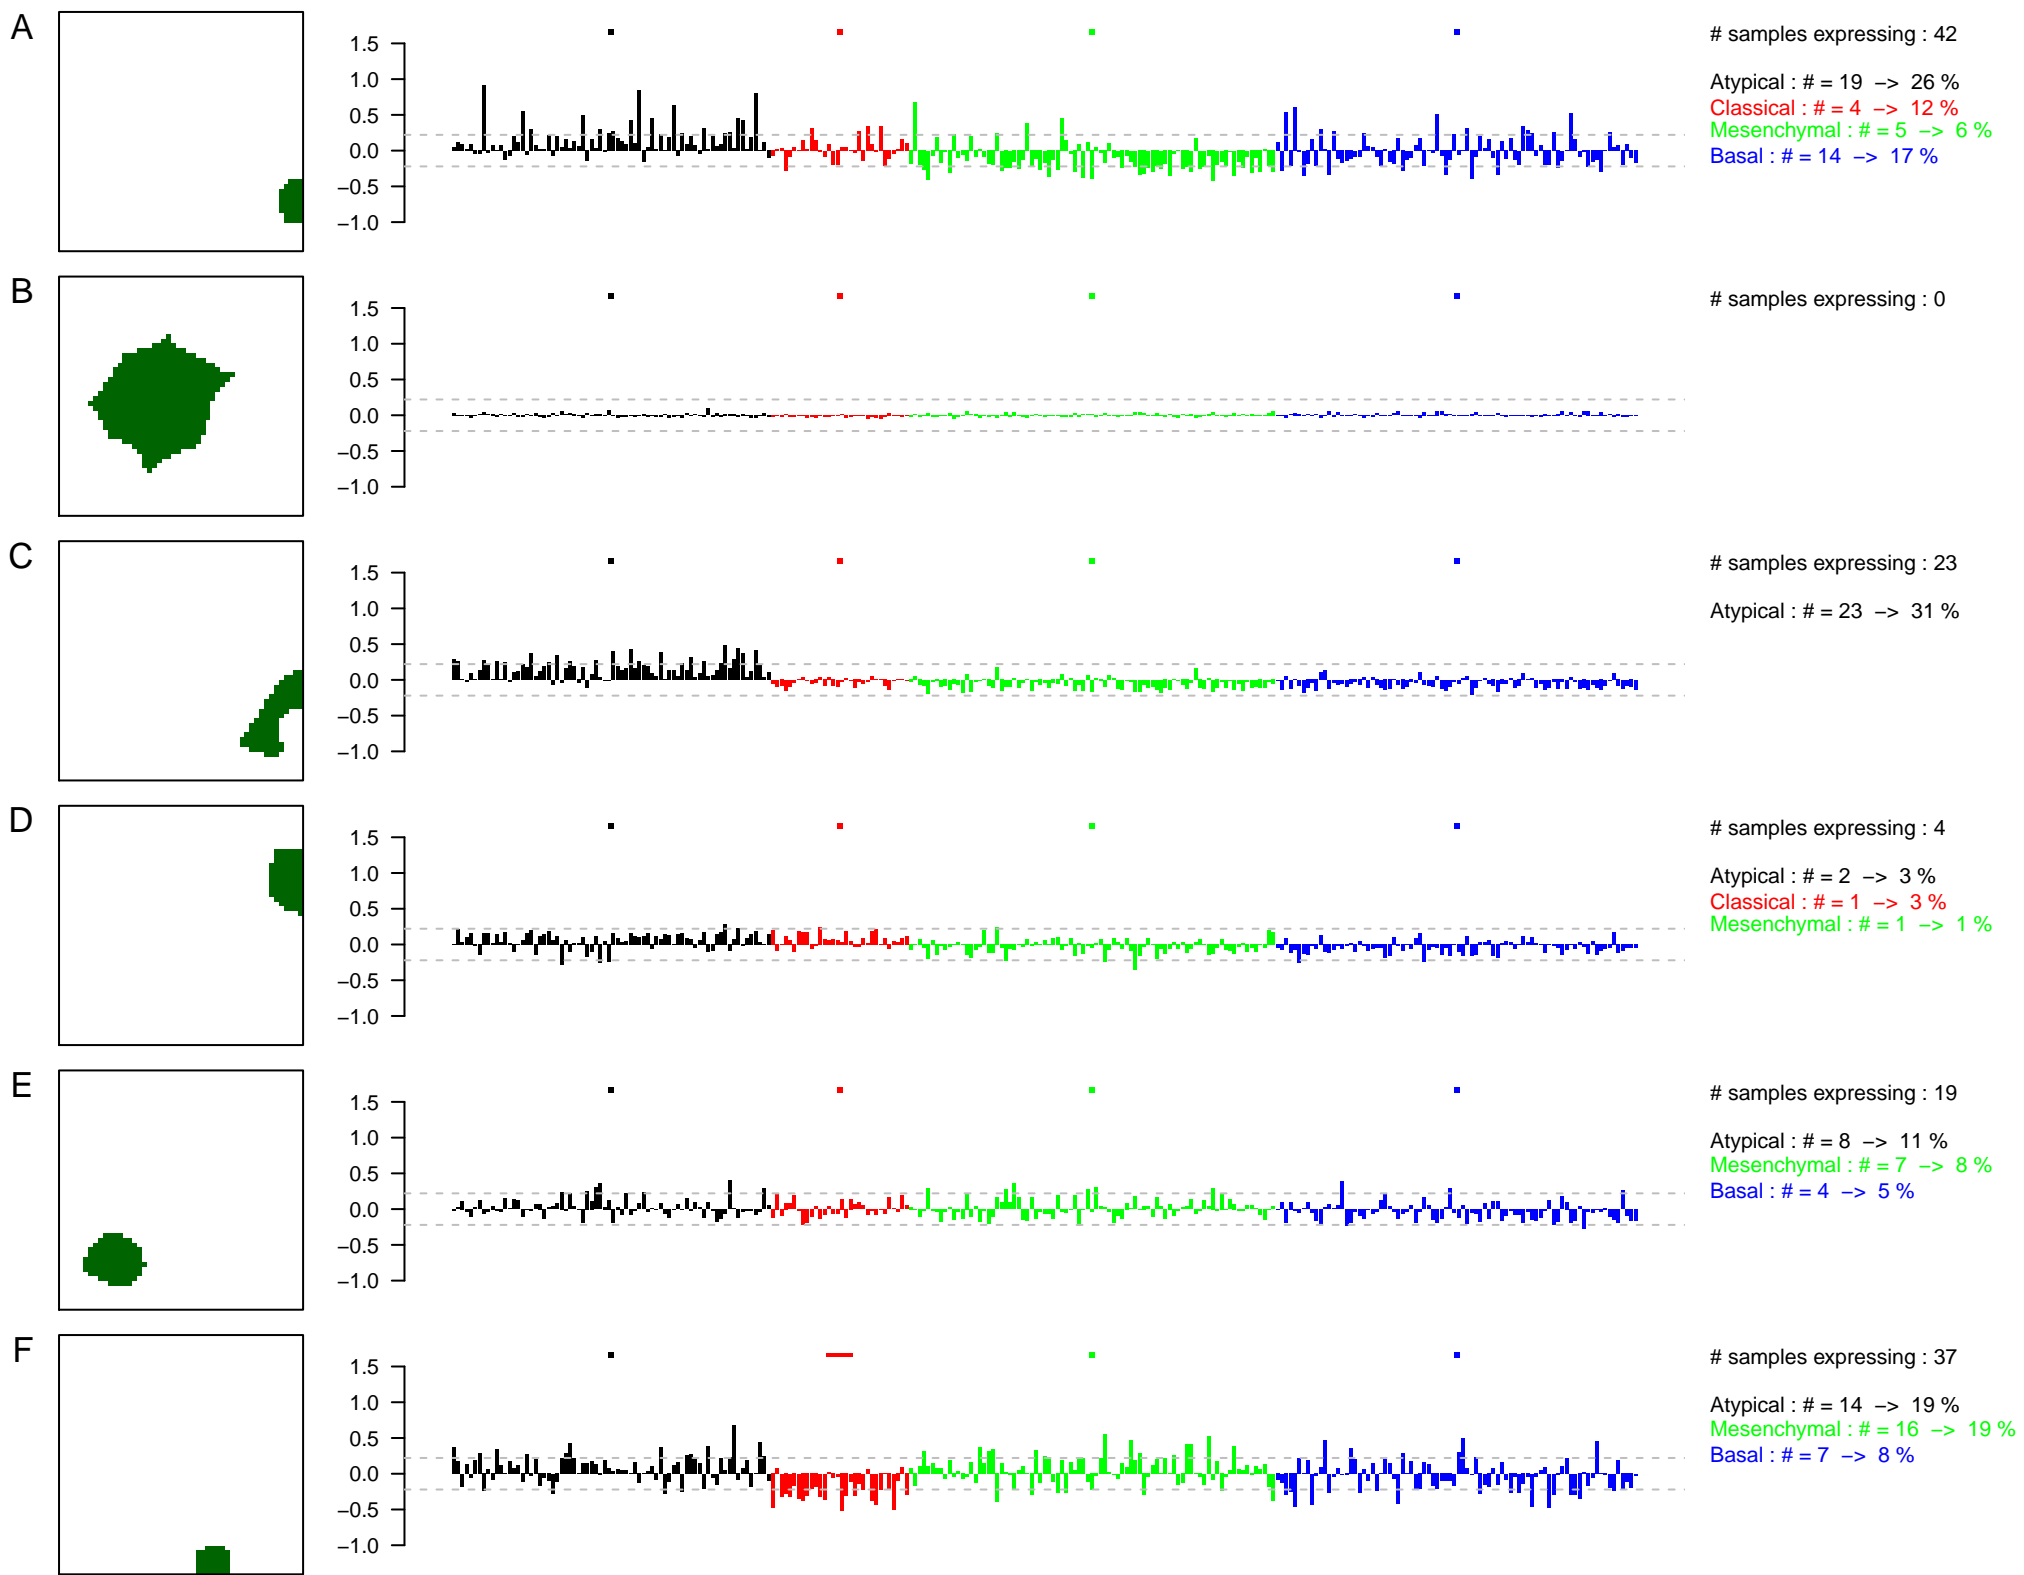 A
1.5
1.0
0.5
0.0
−0.5
−1.0
# samples expressing : 42
Atypical : # = 19 −> 26 %
Classical : # = 4 −> 12 %
Mesenchymal : # = 5 −> 6 %
Basal : # = 14 −> 17 %
B
1.5
1.0
0.5
0.0
−0.5
−1.0
# samples expressing : 0
C
1.5
1.0
0.5
0.0
−0.5
−1.0
# samples expressing : 23
Atypical : # = 23 −> 31 %
D
1.5
1.0
0.5
0.0
−0.5
−1.0
# samples expressing : 4
Atypical : # = 2 −> 3 %
Classical : # = 1 −> 3 %
Mesenchymal : # = 1 −> 1 %
E
1.5
1.0
0.5
0.0
−0.5
−1.0
# samples expressing : 19
Atypical : # = 8 −> 11 %
Mesenchymal : # = 7 −> 8 %
Basal : # = 4 −> 5 %
F
1.5
1.0
0.5
0.0
−0.5
−1.0
# samples expressing : 37
Atypical : # = 14 −> 19 %
Mesenchymal : # = 16 −> 19 %
Basal : # = 7 −> 8 %